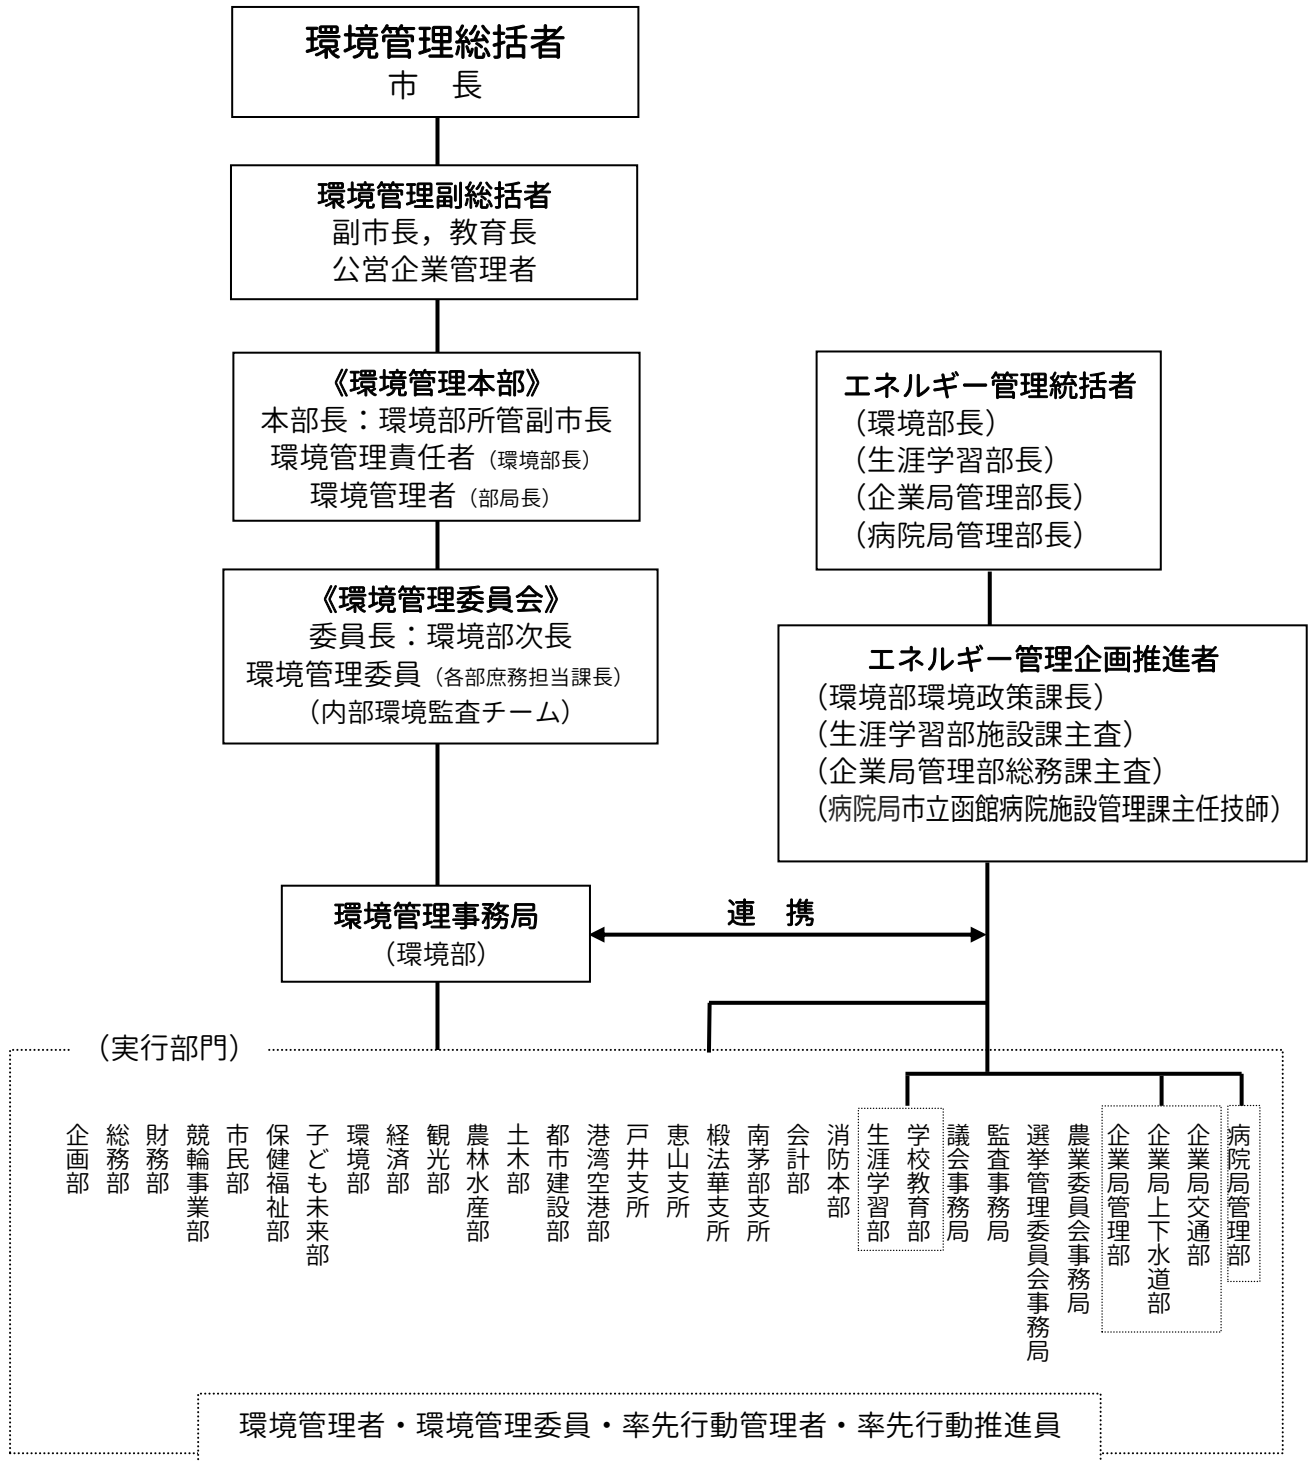 環境管理総括者
市　長
環境管理副総括者
副市長，教育長
公営企業管理者
《環境管理本部》
本部長：環境部所管副市長
環境管理責任者（環境部長）
環境管理者（部局長）
《環境管理委員会》
委員長：環境部次長
環境管理委員（各部庶務担当課長）
（内部環境監査チーム）
環境管理事務局
（環境部）
エネルギー管理統括者
（環境部長）
（生涯学習部長）
（企業局管理部長）
（病院局管理部長）
エネルギー管理企画推進者
（環境部環境政策課長）
（生涯学習部施設課主査）
（企業局管理部総務課主査）
（病院局市立函館病院施設管理課主任技師）
連　携
（実行部門）
企画部
総務部
財務部
競輪事業部
市民部
保健福祉部
子ども未来部
環境部
経済部
観光部
農林水産部
土木部
都市建設部
港湾空港部
戸井支所
恵山支所
椴法華支所
南茅部支所
会計部
消防本部
生涯学習部
学校教育部
議会事務局
監査事務局
選挙管理委員会事務局
農業委員会事務局
企業局管理部
企業局上下水道部
企業局交通部
病院局管理部
環境管理者・環境管理委員・率先行動管理者・率先行動推進員